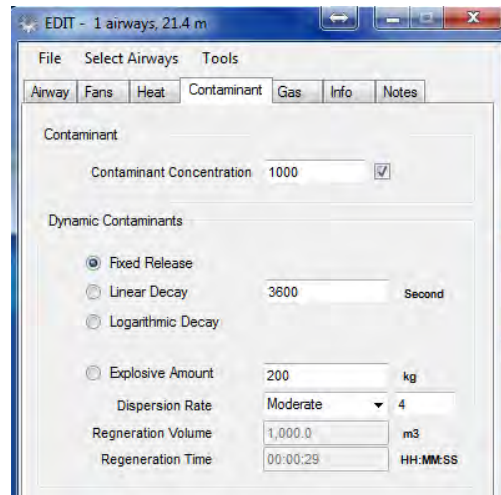 EDIT - 1 airways, 21.4 m
File Select Airways Tools
Airway Fans Heat Contaminant Gas Info Notes
Contaminant
Contaminant Concentration 1000
Dynamic Contaminants
Fixed Release
Linear Decay 3600 Second
Logarithmic Decay
Explosive Amount 200 kg
Dispersion Rate Moderate 4
Regneration Volume 1,000.0 m3
Regeneration Time 00:00:29 HH:MM:SS